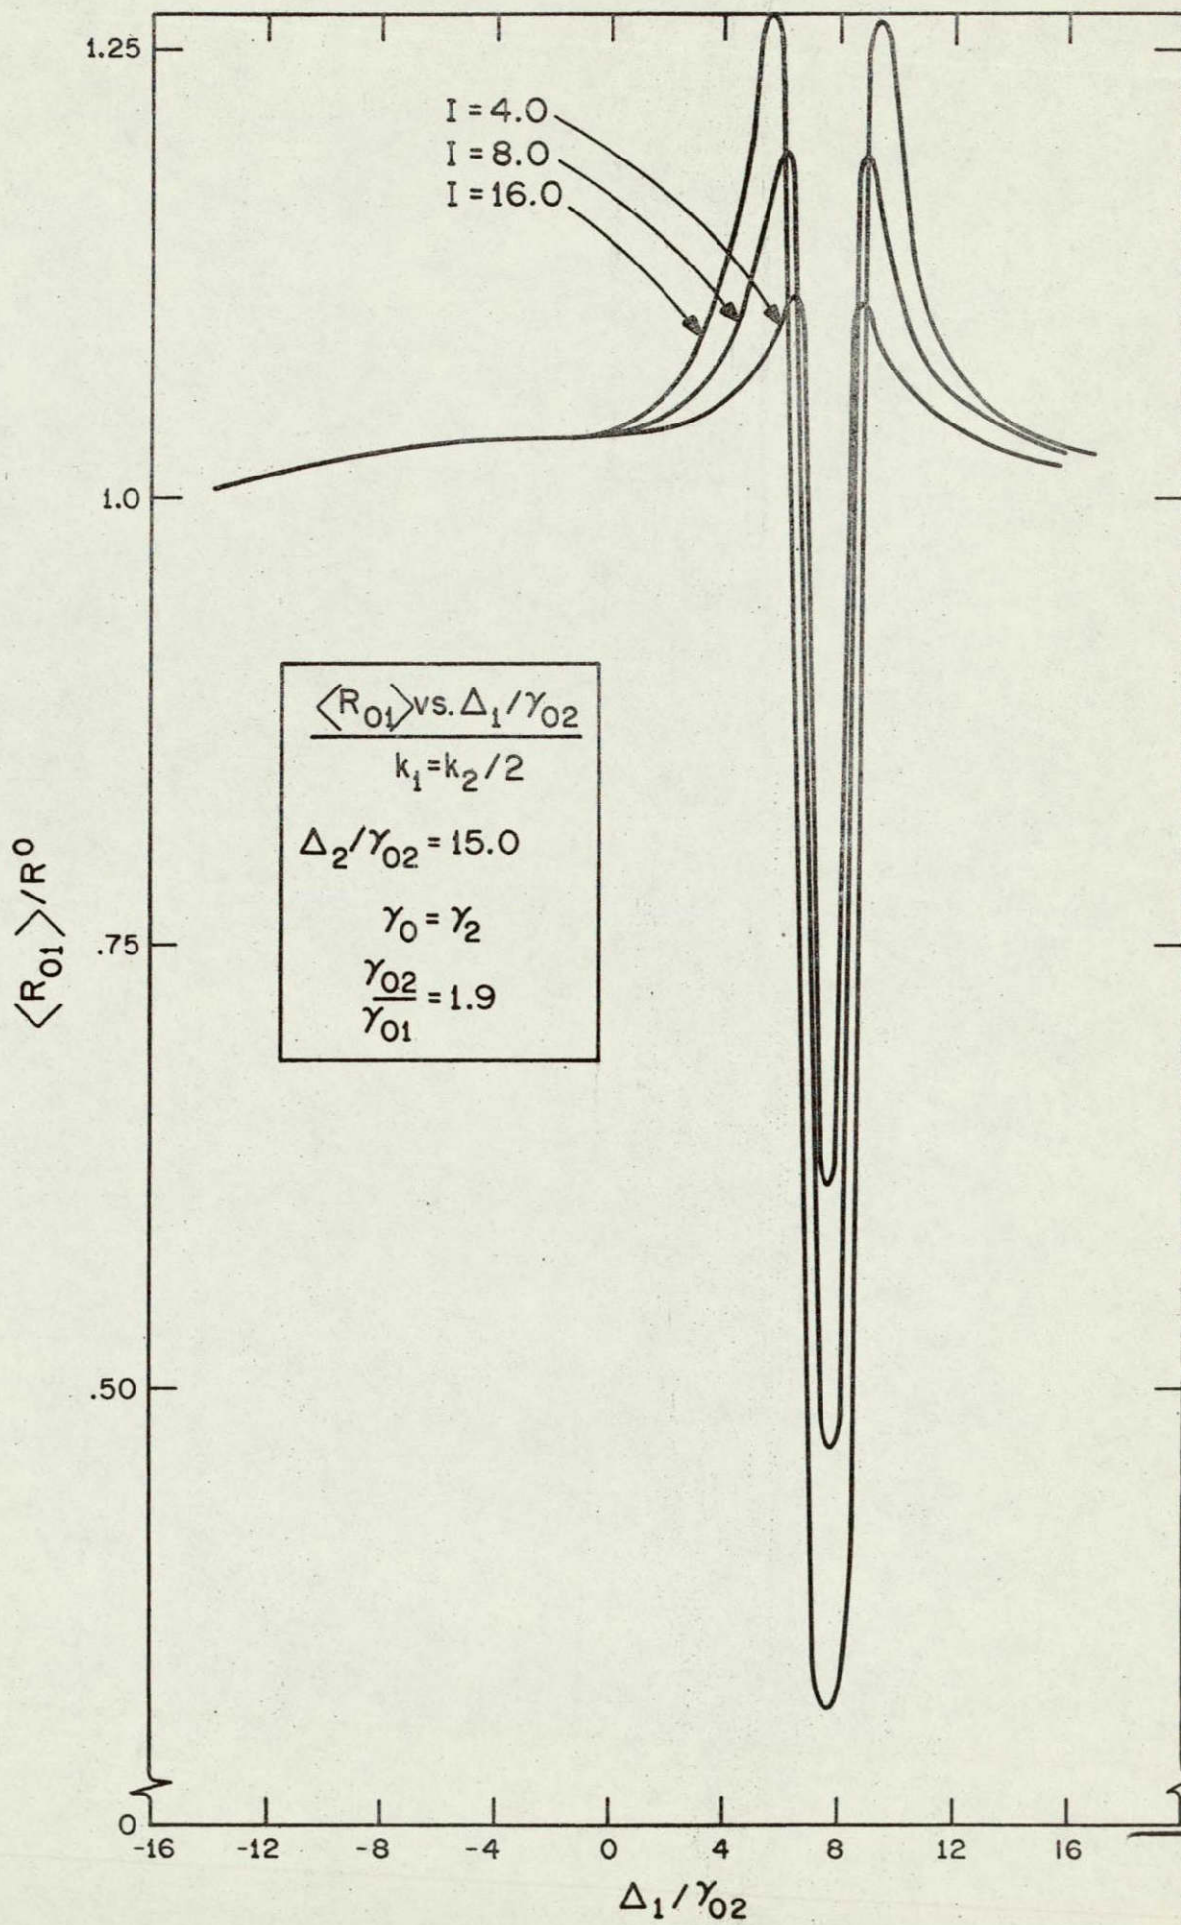 1.25
I = 4.0
I = 8.0
I = 16.0
1.0
<R01> vs. Δ1/γ02
k1=k2/2
Δ2/γ02 = 15.0
γ0 = γ2
γ02
γ01 = 1.9
<R01>/R0
.75
.50
0
-16 -12 -8 -4 0 4 8 12 16
Δ1/γ02